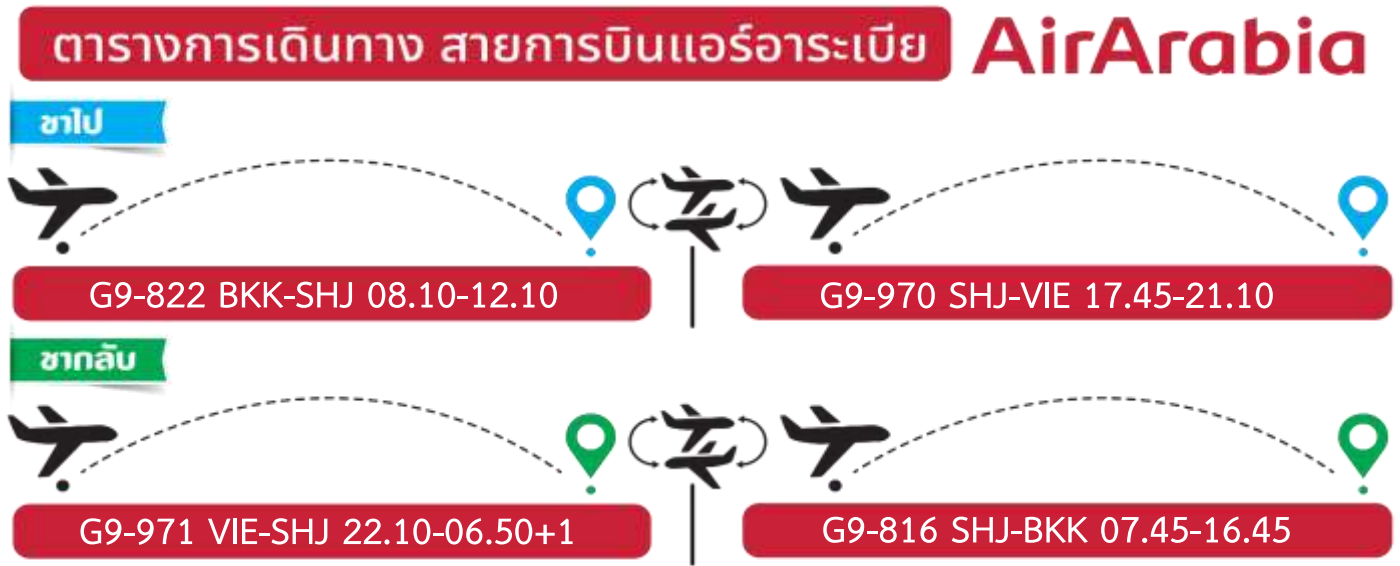 ตารางการเดินทาง สายการบินแอร์อาระเบีย AirArabia
ขาไป
G9-822 BKK-SHJ 08.10-12.10
G9-970 SHJ-VIE 17.45-21.10
ขากลับ
G9-971 VIE-SHJ 22.10-06.50+1
G9-816 SHJ-BKK 07.45-16.45